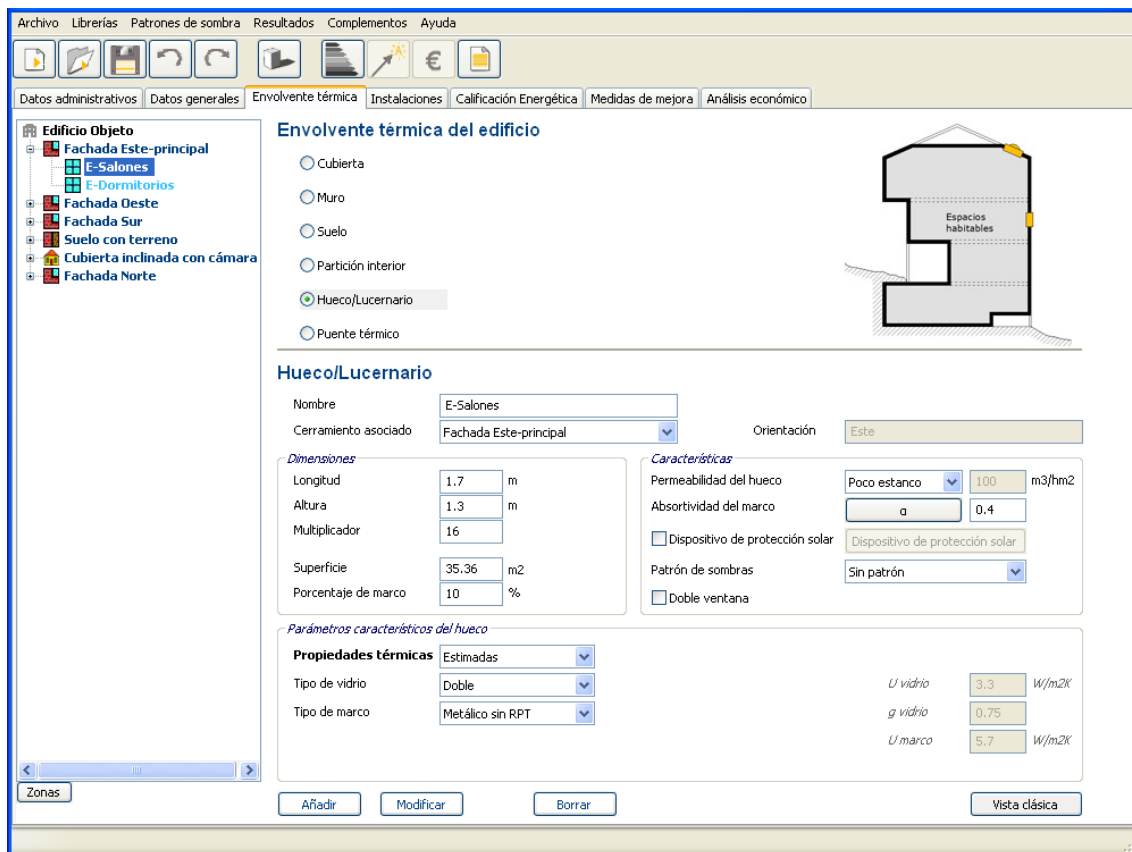 Archivo Librerías Patrones de sombra Resultados Complementos Ayuda
€
Datos administrativos Datos generales Envolvente térmica Instalaciones Calificación Energética Medidas de mejora Análisis económico
Edificio Objeto
Fachada Este-principal
E-Salones
E-Dormitorios
Fachada Oeste
Fachada Sur
Suelo con terreno
Cubierta inclinada con cámara
Fachada Norte
Zonas
Envolvente térmica del edificio
Cubierta
Muro
Suelo
Partición interior
Hueco/Lucernario
Puente térmico
Espacios
habitables
Hueco/Lucernario
Nombre E-Salones
Cerramiento asociado Fachada Este-principal Orientación Este
Dimensiones
Longitud 1.7 m
Altura 1.3 m
Multiplicador 16
Superficie 35.36 m2
Porcentaje de marco 10 %
Características
Permeabilidad del hueco Poco estanco 100 m3/hm2
Absortividad del marco α 0.4
Dispositivo de protección solar Dispositivo de protección solar
Patrón de sombras Sin patrón
Doble ventana
Parámetros característicos del hueco
Propiedades térmicas Estimadas
Tipo de vidrio Doble U vidrio 3.3 W/m2K
Tipo de marco Metálico sin RPT g vidrio 0.75
U marco 5.7 W/m2K
Añadir Modificar Borrar Vista clásica